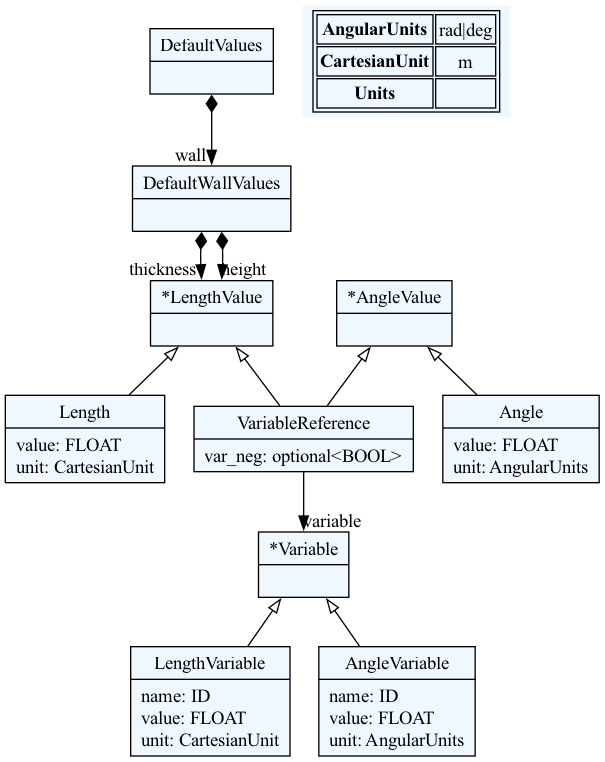 DefaultValues
AngularUnits rad|deg
CartesianUnit m
Units
wall
DefaultWallValues
thickness height
*LengthValue
*AngleValue
Length
value: FLOAT
unit: CartesianUnit
VariableReference
var_neg: optional<BOOL>
Angle
value: FLOAT
unit: AngularUnits
variable
*Variable
LengthVariable
name: ID
value: FLOAT
unit: CartesianUnit
AngleVariable
name: ID
value: FLOAT
unit: AngularUnits